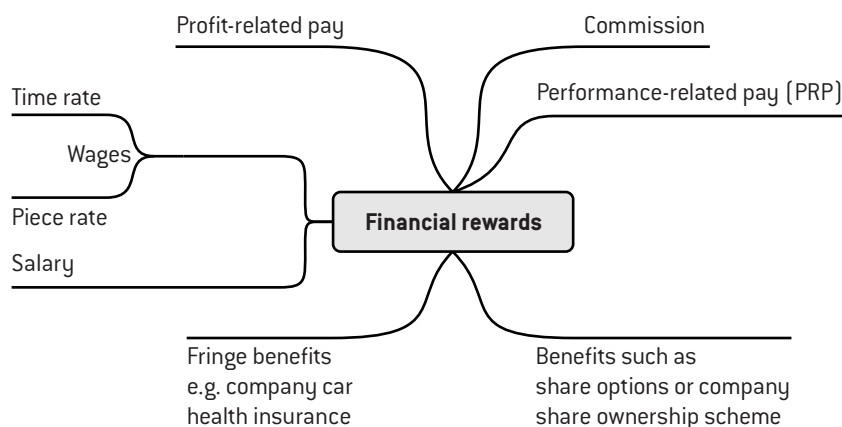 Profit-related pay
Commission
Time rate
Performance-related pay (PRP)
Wages
Piece rate
Financial rewards
Salary
Fringe benefits
e.g. company car
health insurance
Benefits such as
share options or company
share ownership scheme